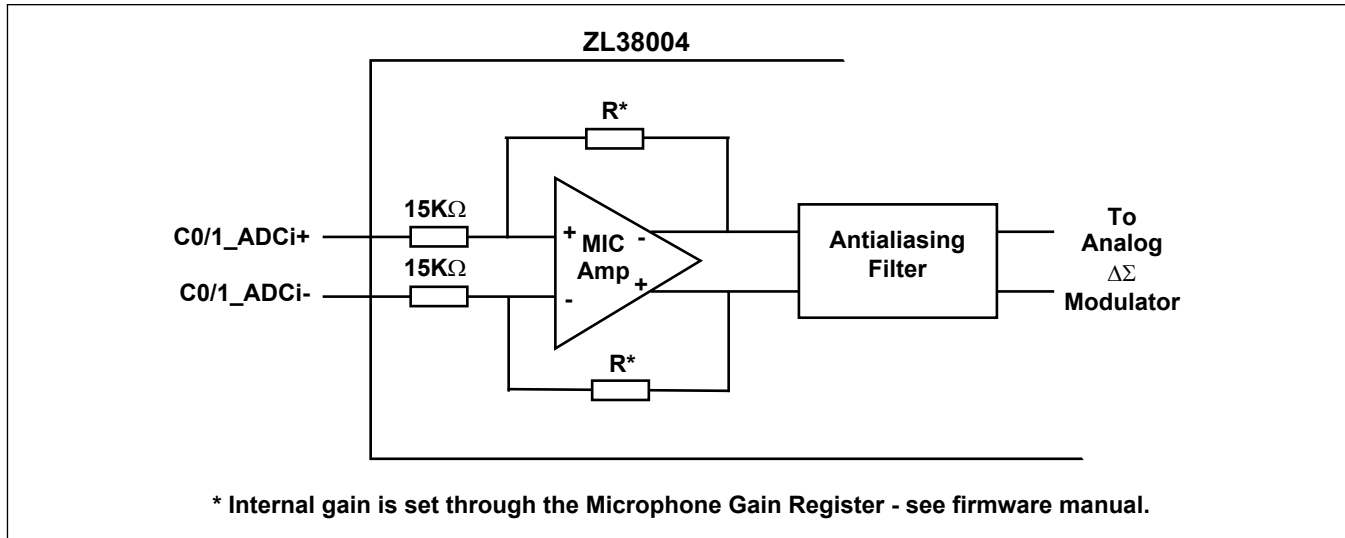 ZL38004
R*
15KΩ
C0/1_ADCi+
15KΩ
C0/1_ADCi-
+
-
MIC
Amp
-
+
R*
Antialiasing
Filter
To
Analog
ΔΣ
Modulator
* Internal gain is set through the Microphone Gain Register - see firmware manual.